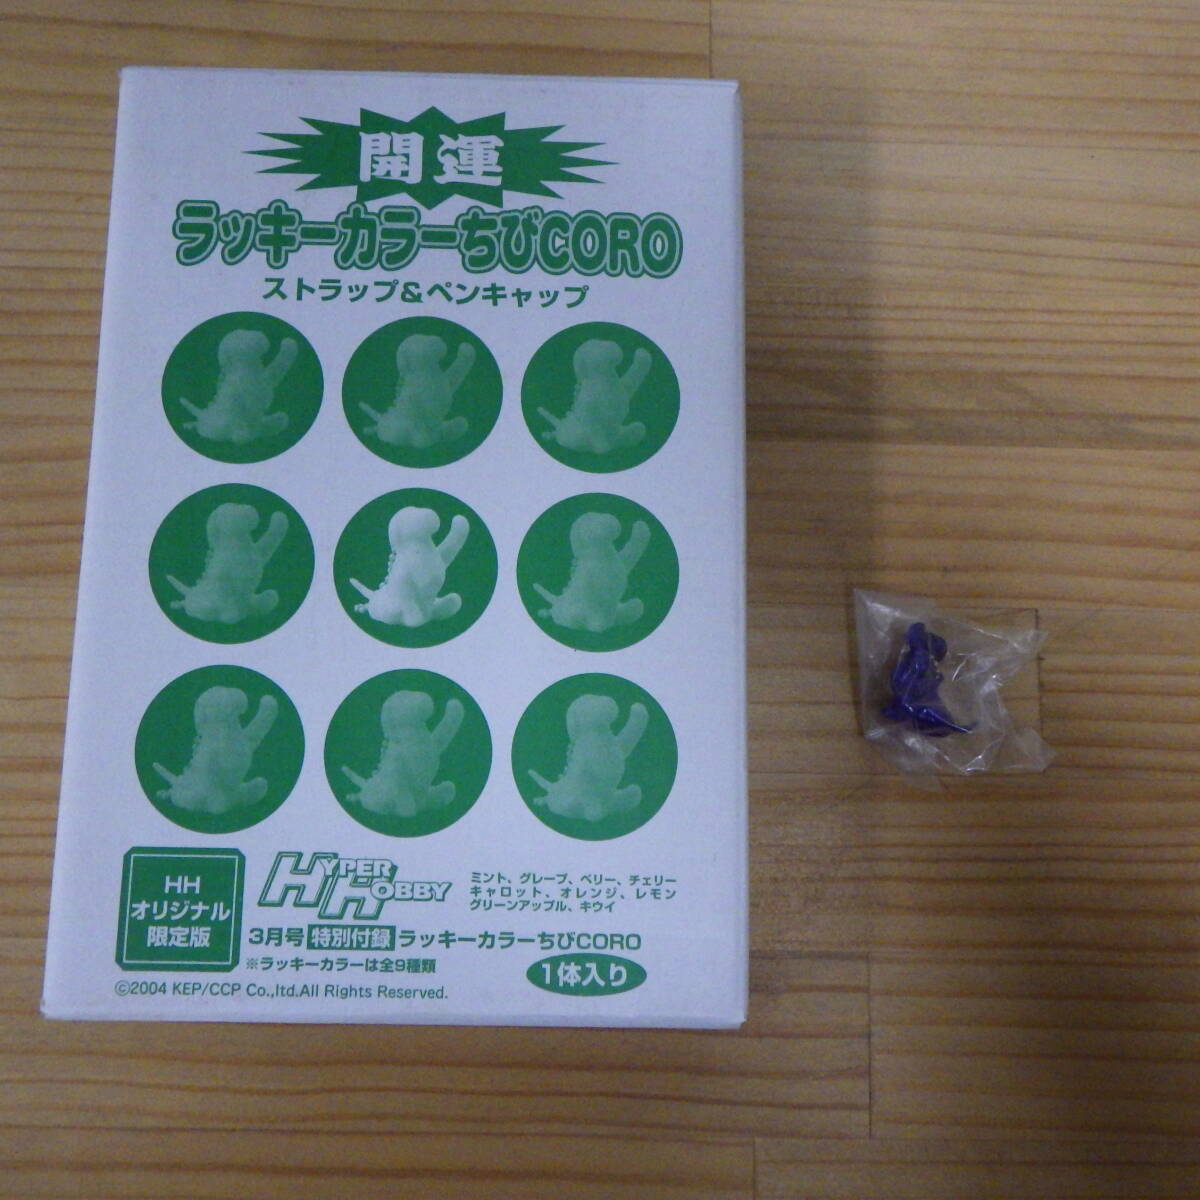 開運
ラッキーカラーちびCORO
ストラップ&ペンキャップ
HH
オリジナル
限定版
HYPER
HOBBY
ミント、グレープ、ベリー、チェリー
キャロット、オレンジ、レモン
グリーンアップル、キウイ
3月号 特別付録 ラッキーカラーちびCORO
※ラッキーカラーは全9種類
1体入り
©2004 KEP/CCP Co.,ltd.All Rights Reserved.